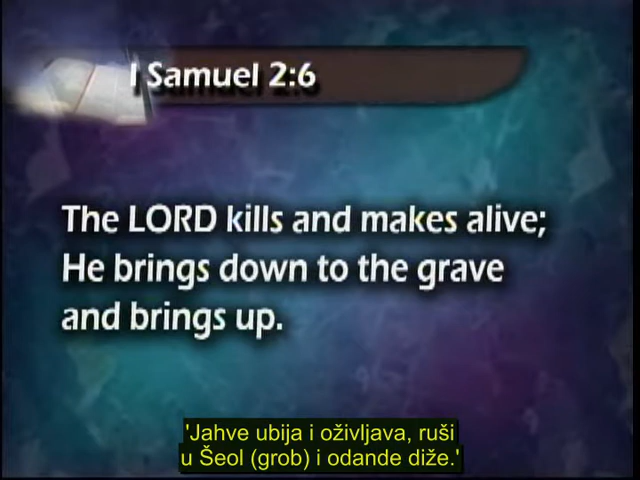 I Samuel 2:6
The LORD kills and makes alive;
He brings down to the grave
and brings up.
'Jahve ubija i oživljava, ruši
u Šeol (grob) i odande diže.'